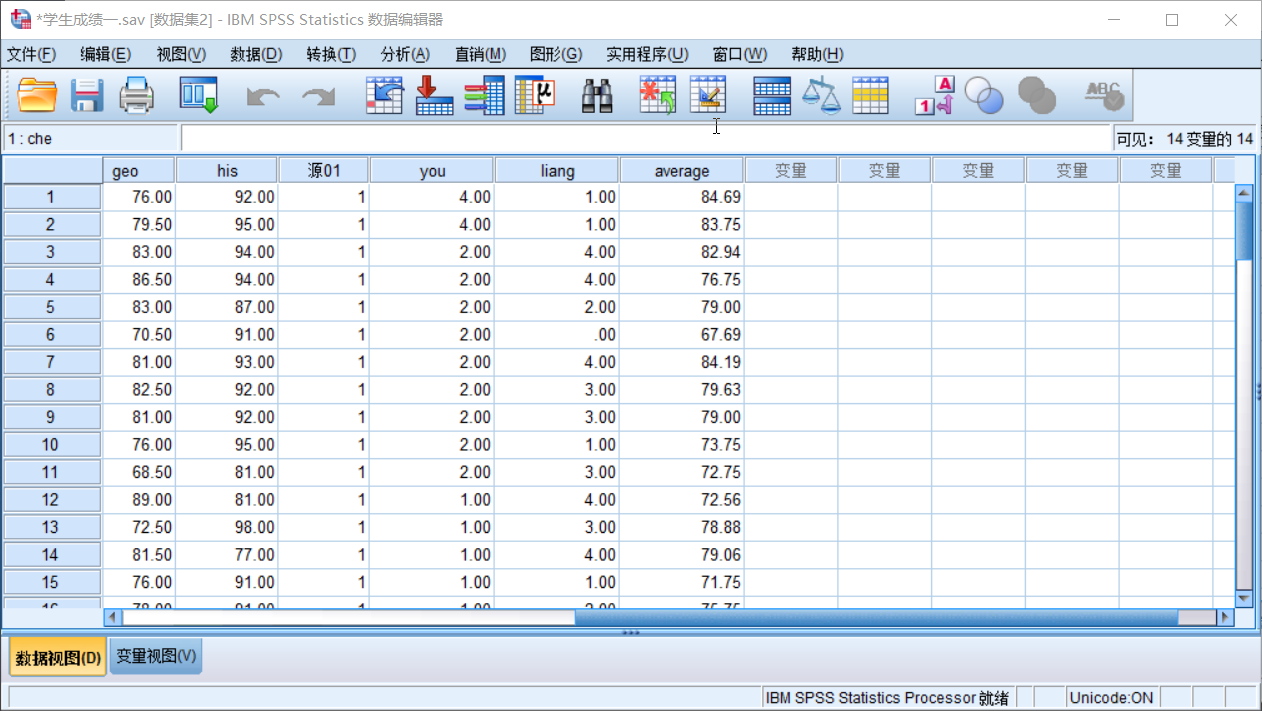 *学生成绩一.sav [数据集2] - IBM SPSS Statistics 数据编辑器
文件(F) 编辑(E) 视图(V) 数据(D) 转换(T) 分析(A) 直销(M) 图形(G) 实用程序(U) 窗口(W) 帮助(H)
μ A 1 ABC
1 : che 可见： 14 变量的 14
geo his 源01 you liang average 变量 变量 变量 变量 变量
1 76.00 92.00 1 4.00 1.00 84.69
2 79.50 95.00 1 4.00 1.00 83.75
3 83.00 94.00 1 2.00 4.00 82.94
4 86.50 94.00 1 2.00 4.00 76.75
5 83.00 87.00 1 2.00 2.00 79.00
6 70.50 91.00 1 2.00 .00 67.69
7 81.00 93.00 1 2.00 4.00 84.19
8 82.50 92.00 1 2.00 3.00 79.63
9 81.00 92.00 1 2.00 3.00 79.00
10 76.00 95.00 1 2.00 1.00 73.75
11 68.50 81.00 1 2.00 3.00 72.75
12 89.00 81.00 1 1.00 4.00 72.56
13 72.50 98.00 1 1.00 3.00 78.88
14 81.50 77.00 1 1.00 4.00 79.06
15 76.00 91.00 1 1.00 1.00 71.75
数据视图(D) 变量视图(V)
IBM SPSS Statistics Processor 就绪 Unicode:ON